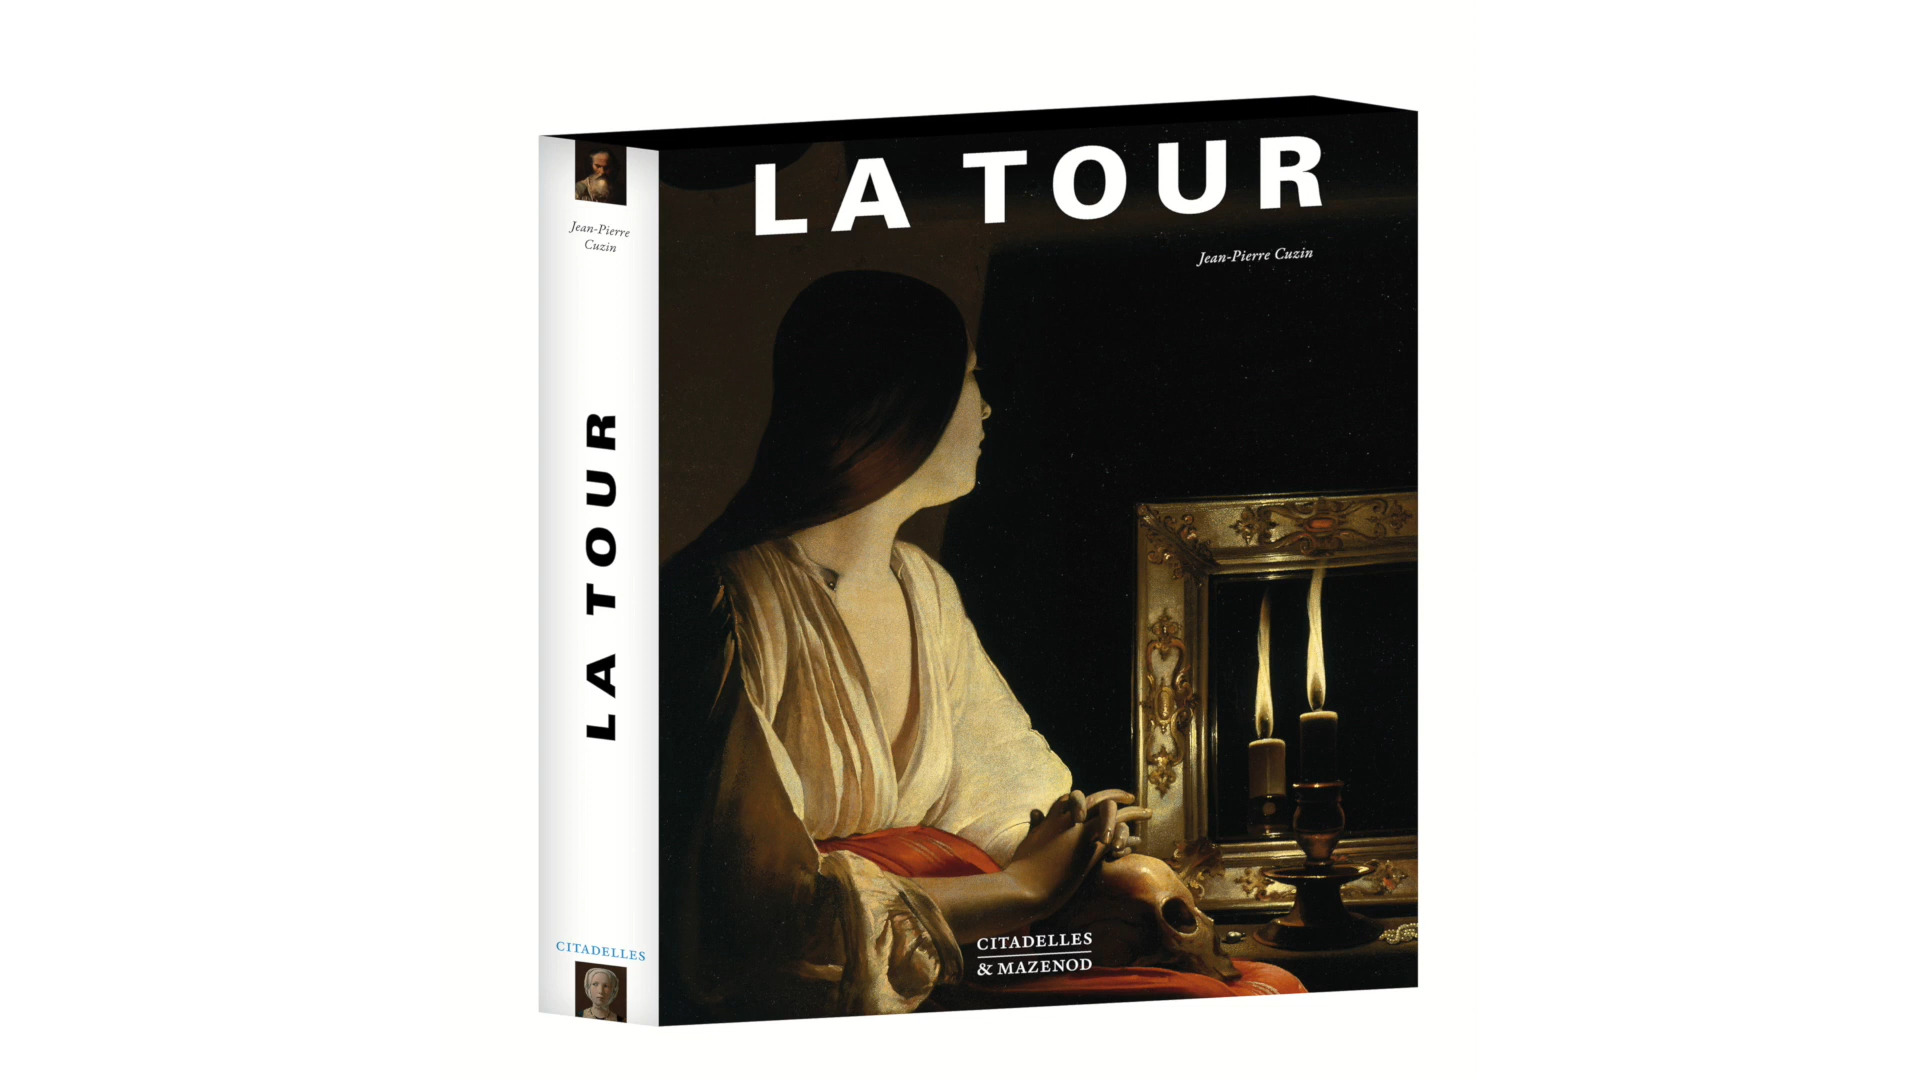 Jean-Pierre
Cuzin
LA TOUR
CITADELLES
LA TOUR
Jean-Pierre Cuzin
CITADELLES
& MAZENOD